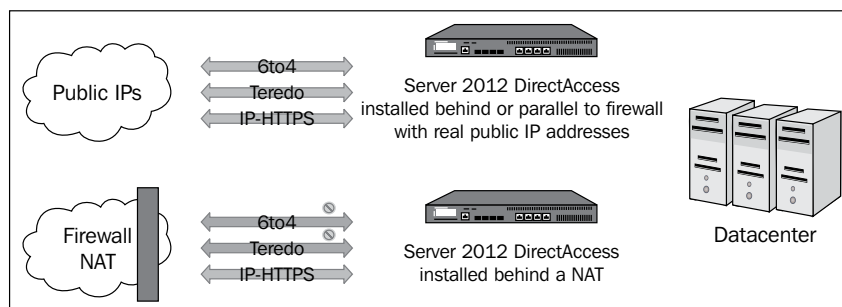 Public IPs
6to4
Teredo
IP-HTTPS
Server 2012 DirectAccess
installed behind or parallel to firewall
with real public IP addresses
Firewall
NAT
6to4
Teredo
IP-HTTPS
Server 2012 DirectAccess
installed behind a NAT
Datacenter